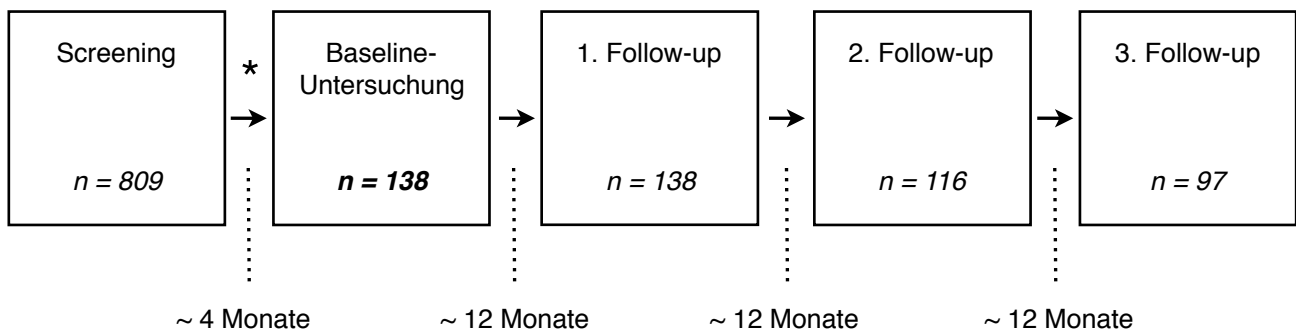 Screening
n = 809
*
Baseline-
Untersuchung
n = 138
1. Follow-up
n = 138
2. Follow-up
n = 116
3. Follow-up
n = 97
~ 4 Monate
~ 12 Monate
~ 12 Monate
~ 12 Monate